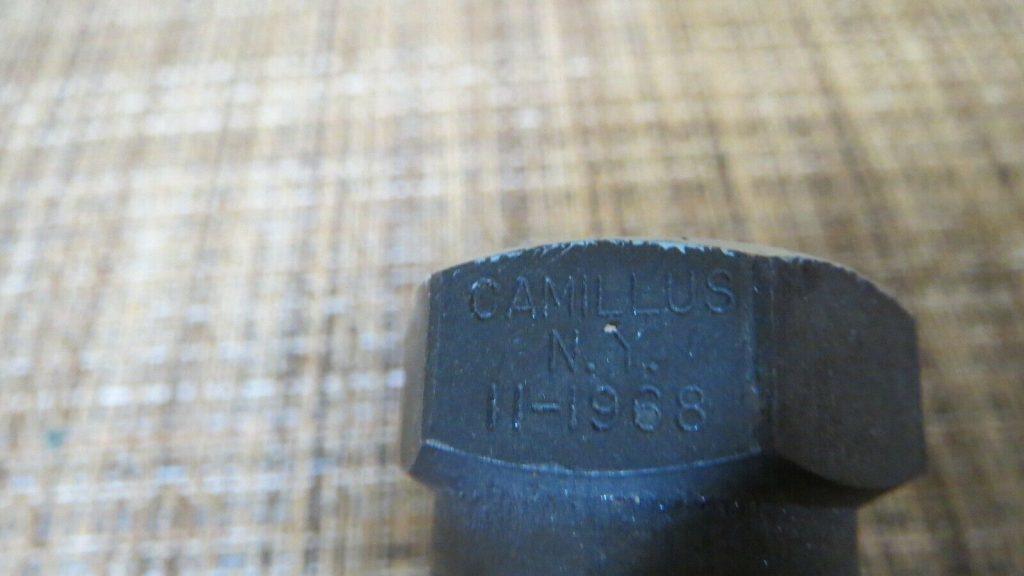 CAMILLUS
N.Y.
11-1968